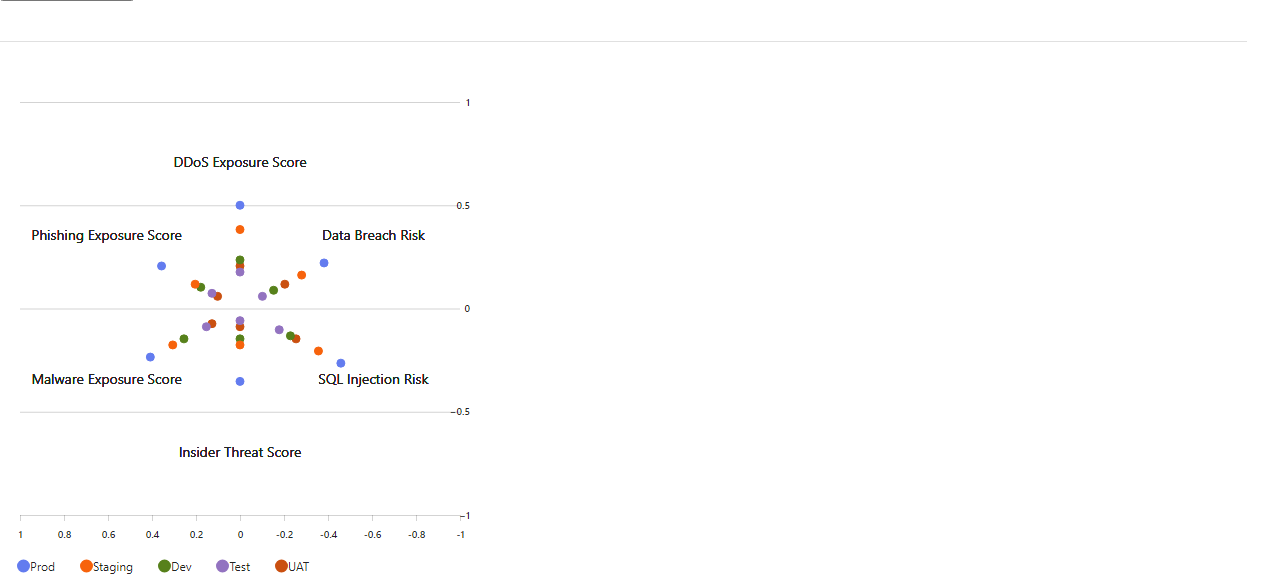 1
DDoS Exposure Score
0.5
Phishing Exposure Score
Data Breach Risk
0
Malware Exposure Score
SQL Injection Risk
-0.5
Insider Threat Score
-1
1 0.8 0.6 0.4 0.2 0 -0.2 -0.4 -0.6 -0.8 -1
Prod Staging Dev Test UAT